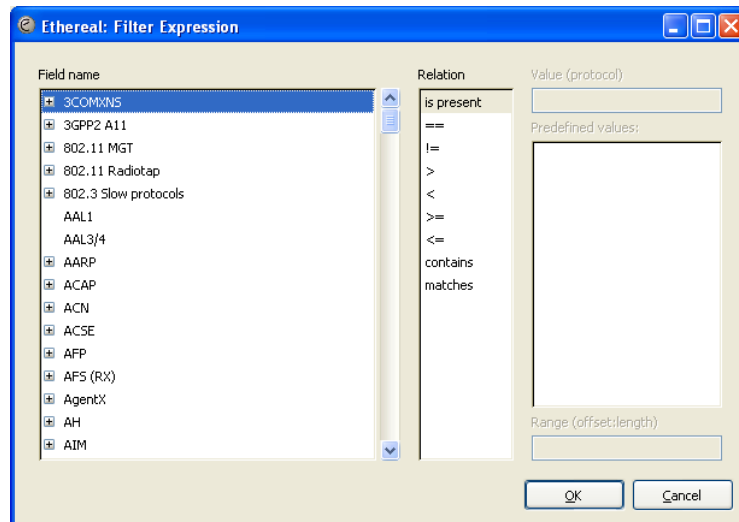 Ethereal: Filter Expression
Field name
3COMXNS
3GPP2 A11
802.11 MGT
802.11 Radiotap
802.3 Slow protocols
AAL1
AAL3/4
AARP
ACAP
ACN
ACSE
AFP
AFS (RX)
AgentX
AH
AIM
Relation
is present
==
!=
>
<
>=
<=
contains
matches
Value (protocol)
Predefined values:
Range (offset:length)
OK
Cancel